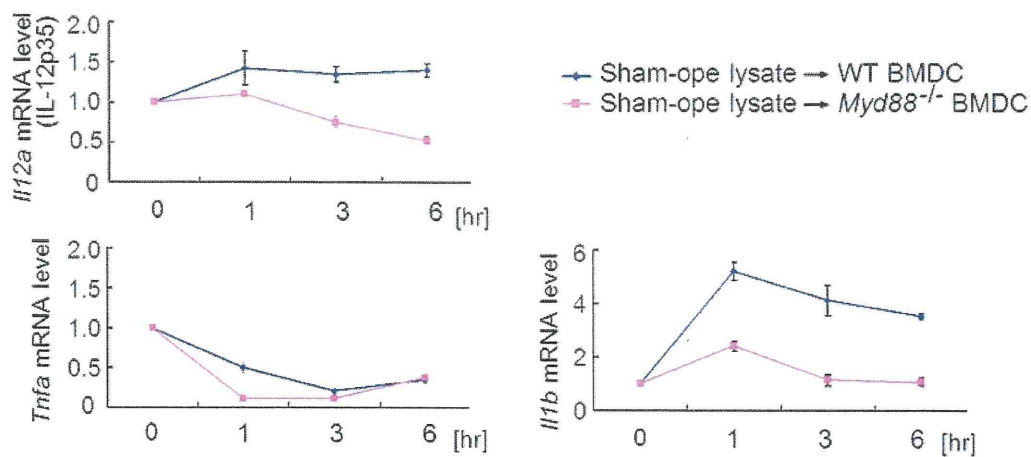 Il12a mRNA level
(IL-12p35)
2.0
1.5
1.0
0.5
0
0 1 3 6 [hr]
Sham-ope lysate → WT BMDC
Sham-ope lysate → Myd88-/- BMDC
Tnfa mRNA level
2.0
1.5
1.0
0.5
0
0 1 3 6 [hr]
Il1b mRNA level
6
4
2
0
0 1 3 6 [hr]